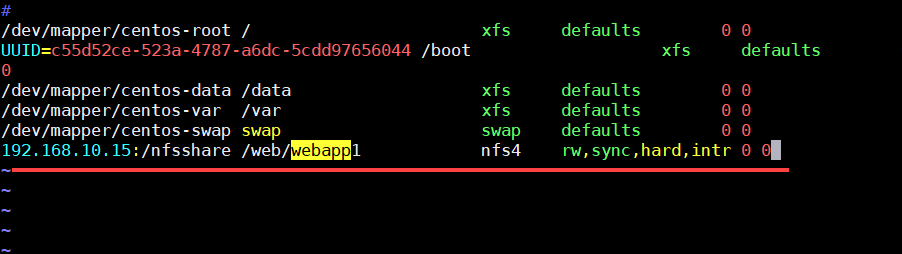 #
/dev/mapper/centos-root / xfs defaults 0 0
UUID=c55d52ce-523a-4787-a6dc-5cdd97656044 /boot xfs defaults
0
/dev/mapper/centos-data /data xfs defaults 0 0
/dev/mapper/centos-var /var xfs defaults 0 0
/dev/mapper/centos-swap swap swap defaults 0 0
192.168.10.15:/nfsshare /web/webapp1 nfs4 rw,sync,hard,intr 0 0
~
~
~
~
~